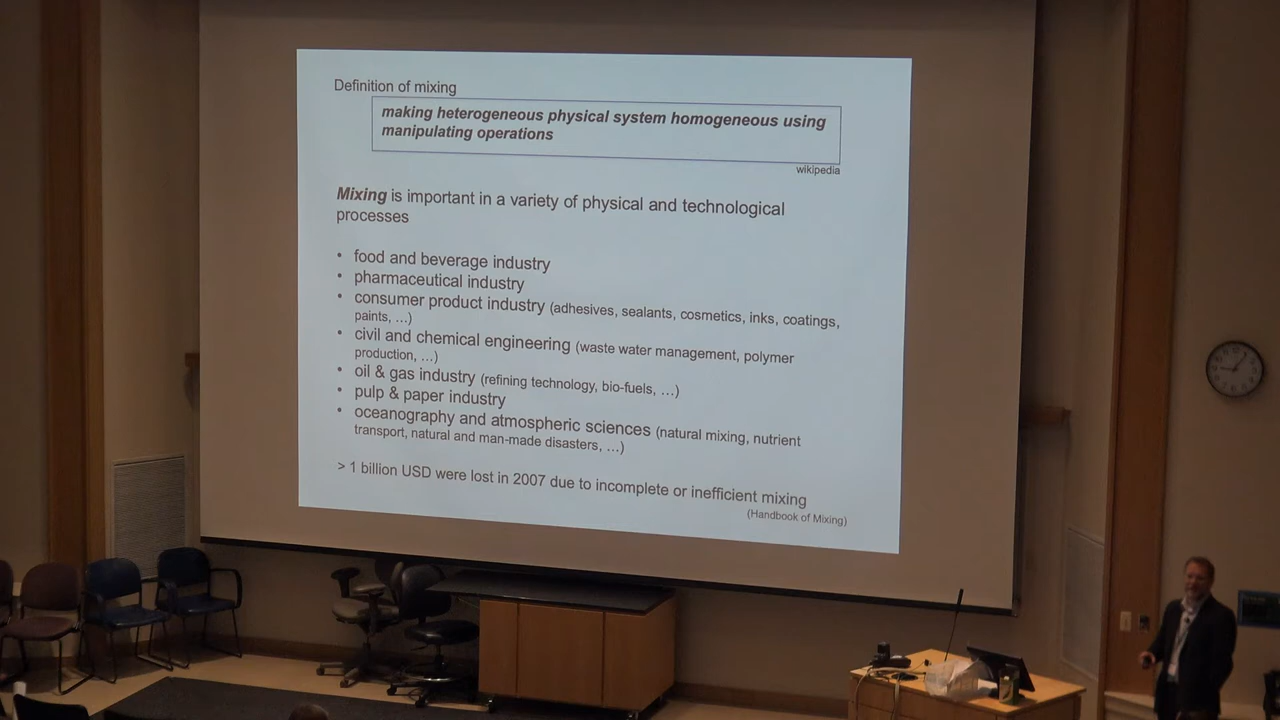 Definition of mixing
making heterogeneous physical system homogeneous using
manipulating operations
wikipedia
Mixing is important in a variety of physical and technological
processes
• food and beverage industry
• pharmaceutical industry
• consumer product industry (adhesives, sealants, cosmetics, inks, coatings,
paints, ...)
• civil and chemical engineering (waste water management, polymer
production, ...)
• oil & gas industry (refining technology, bio-fuels, ...)
• pulp & paper industry
• oceanography and atmospheric sciences (natural mixing, nutrient
transport, natural and man-made disasters, ...)
> 1 billion USD were lost in 2007 due to incomplete or inefficient mixing
(Handbook of Mixing)